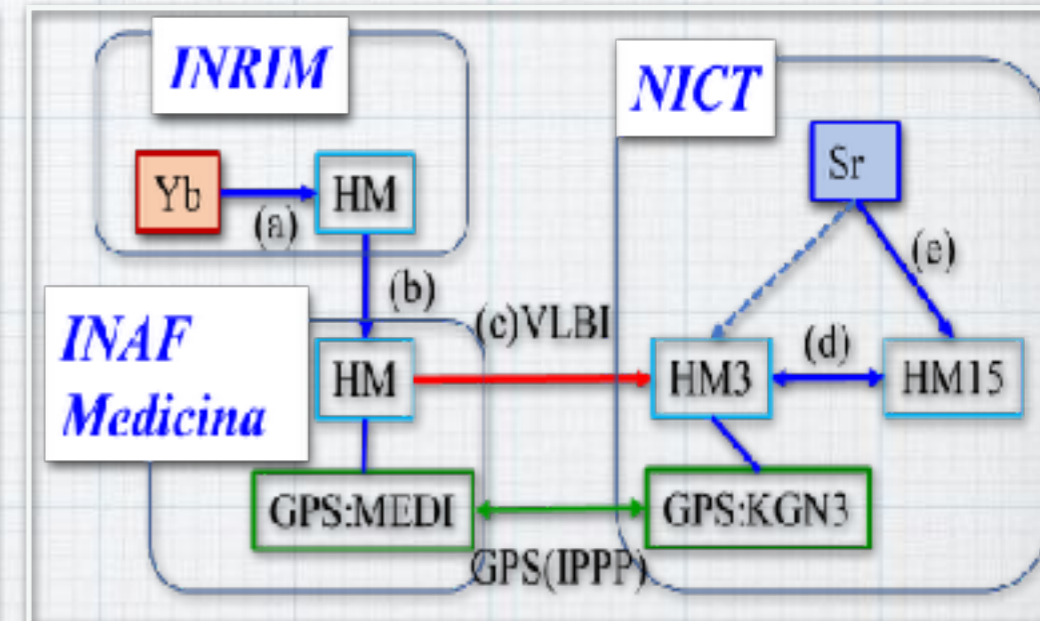 INRIM
NICT
Yb
HM
Sr
(a)
(b)
(e)
INAF
Medicina
(c)VLBI
(d)
HM
HM3
HM15
GPS:MEDI
GPS:KGN3
GPS(IPPP)